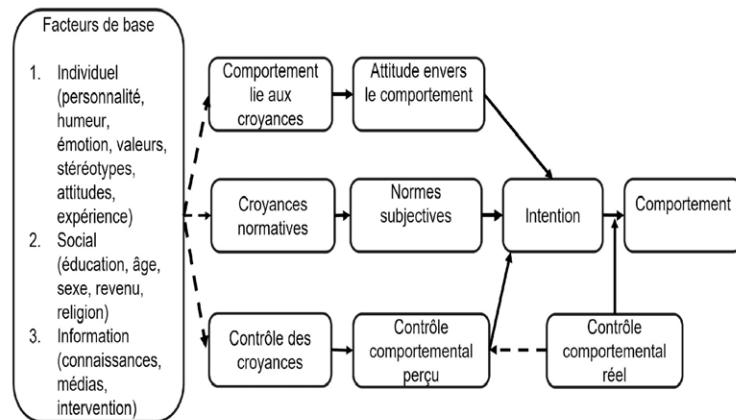 Facteurs de base
1. Individuel
(personnalité,
humeur,
émotion, valeurs,
stéréotypes,
attitudes,
expérience)
2. Social
(éducation, âge,
sexe, revenu,
religion)
3. Information
(connaissances,
médias,
intervention)
Comportement
lie aux
croyances
Attitude envers
le comportement
Croyances
normatives
Normes
subjectives
Intention
Comportement
Contrôle des
croyances
Contrôle
comportemental
perçu
Contrôle
comportemental
réel